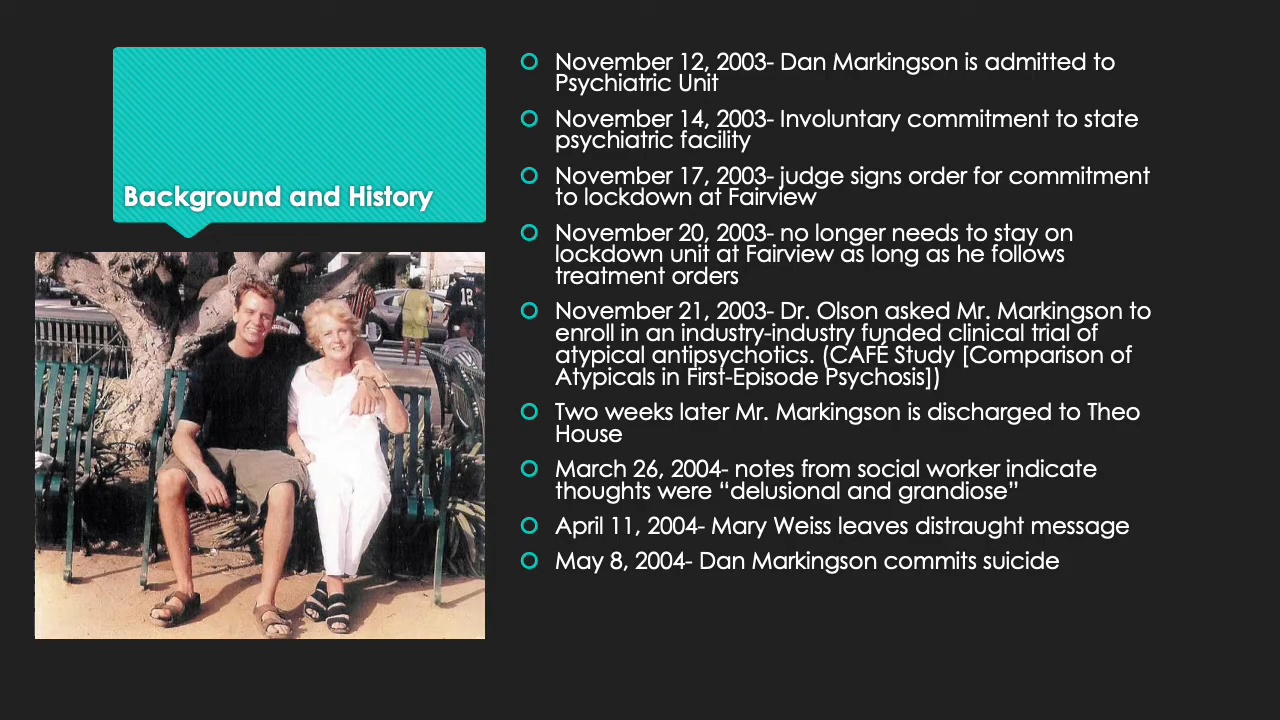 Background and History
November 12, 2003- Dan Markingson is admitted to
Psychiatric Unit
November 14, 2003- Involuntary commitment to state
psychiatric facility
November 17, 2003- judge signs order for commitment
to lockdown at Fairview
November 20, 2003- no longer needs to stay on
lockdown unit at Fairview as long as he follows
treatment orders
November 21, 2003- Dr. Olson asked Mr. Markingson to
enroll in an industry-industry funded clinical trial of
atypical antipsychotics. (CAFÉ Study [Comparison of
Atypicals in First-Episode Psychosis])
Two weeks later Mr. Markingson is discharged to Theo
House
March 26, 2004- notes from social worker indicate
thoughts were “delusional and grandiose”
April 11, 2004- Mary Weiss leaves distraught message
May 8, 2004- Dan Markingson commits suicide
12